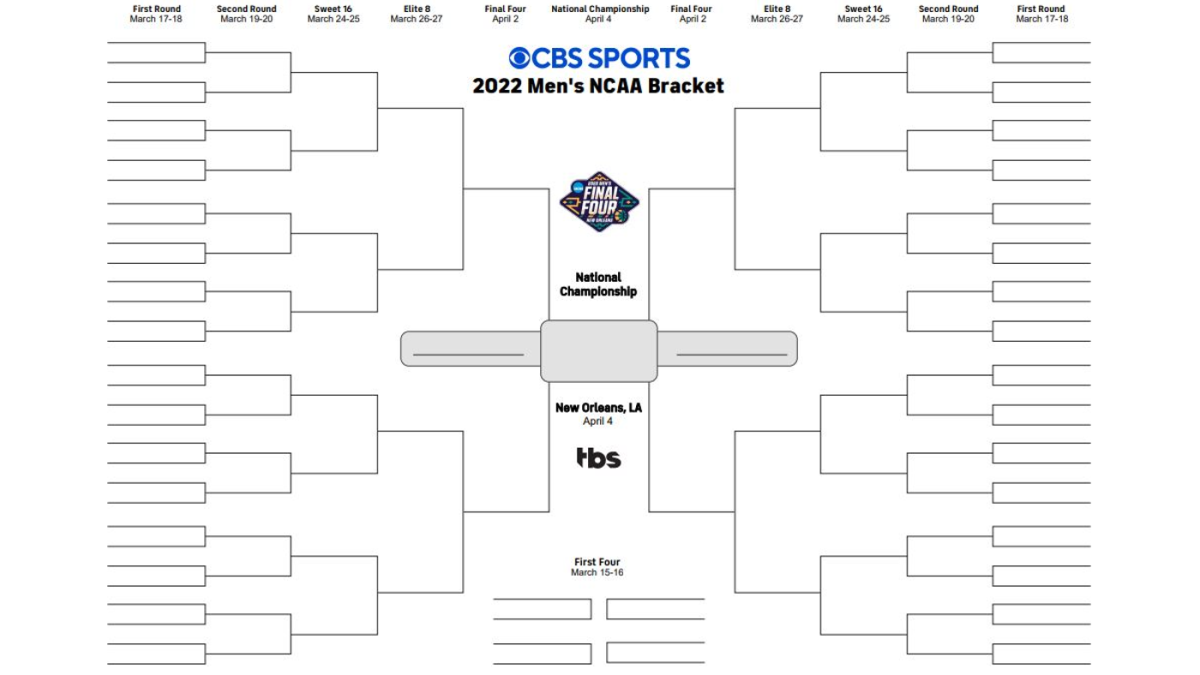 First Round
March 17-18
Second Round
March 19-20
Sweet 16
March 24-25
Elite 8
March 26-27
Final Four
April 2
National Championship
April 4
Final Four
April 2
Elite 8
March 26-27
Sweet 16
March 24-25
Second Round
March 19-20
First Round
March 17-18
CBS SPORTS
2022 Men's NCAA Bracket
FINAL
FOUR
NEW ORLEANS
National
Championship
New Orleans, LA
April 4
tbs
First Four
March 15-16